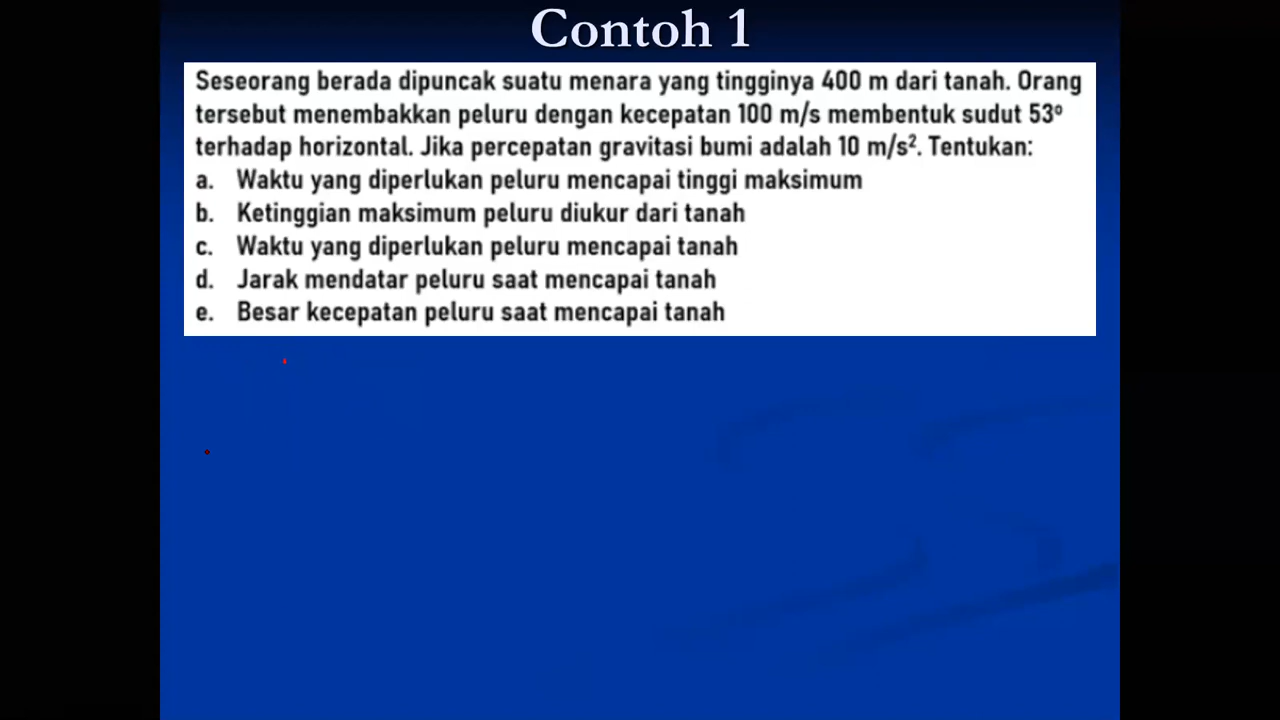 Contoh 1
Seseorang berada dipuncak suatu menara yang tingginya 400 m dari tanah. Orang
tersebut menembakkan peluru dengan kecepatan 100 m/s membentuk sudut 53º
terhadap horizontal. Jika percepatan gravitasi bumi adalah 10 m/s². Tentukan:
a. Waktu yang diperlukan peluru mencapai tinggi maksimum
b. Ketinggian maksimum peluru diukur dari tanah
c. Waktu yang diperlukan peluru mencapai tanah
d. Jarak mendatar peluru saat mencapai tanah
e. Besar kecepatan peluru saat mencapai tanah